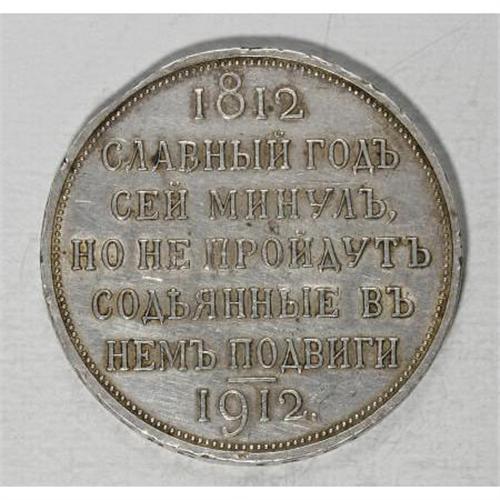 1812
СЛАВНЫЙ ГОДЪ
СЕЙ МИНУЛЪ,
НО НЕ ПРОЙДУТЪ
СОДѢЯННЫЕ ВЪ
НЕМЪ ПОДВИГИ
1912.